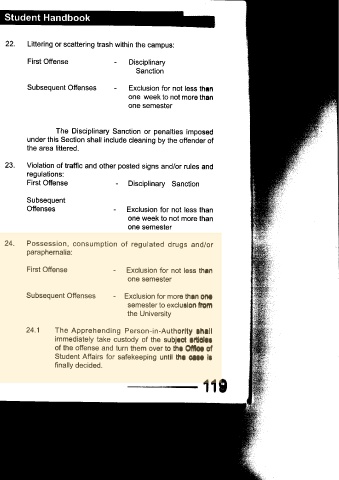 Student Handbook
22. Littering or scattering trash within the campus:
First Offense - Disciplinary
Sanction
Subsequent Offenses - Exclusion for not less than
one week to not more than
one semester
The Disciplinary Sanction or penalties imposed
under this Section shall include cleaning by the offender of
the area littered.
23. Violation of traffic and other posted signs and/or rules and
regulations:
First Offense - Disciplinary Sanction
Subsequent
Offenses - Exclusion for not less than
one week to not more than
one semester
24. Possession, consumption of regulated drugs and/or
paraphernalia:
First Offense - Exclusion for not less than
one semester
Subsequent Offenses - Exclusion for more than one
semester to exclusion from
the University
24.1 The Apprehending Person-in-Authority shall
immediately take custody of the subject articles
of the offense and turn them over to the Office of
Student Affairs for safekeeping until the case is
finally decided.
119